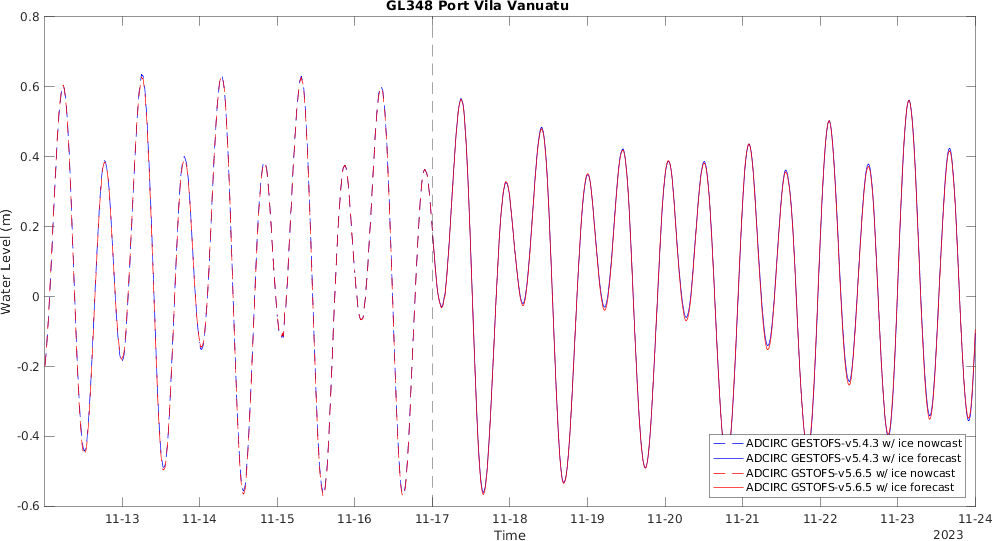 GL348 Port Vila Vanuatu
0.8
0.6
0.4
0.2
0
-0.2
-0.4
-0.6
Water Level (m)
ADCIRC GESTOFS-v5.4.3 w/ ice nowcast
ADCIRC GESTOFS-v5.4.3 w/ ice forecast
ADCIRC GSTOFS-v5.6.5 w/ ice nowcast
ADCIRC GSTOFS-v5.6.5 w/ ice forecast
11-13 11-14 11-15 11-16 11-17 11-18 11-19 11-20 11-21 11-22 11-23 11-24
Time
2023